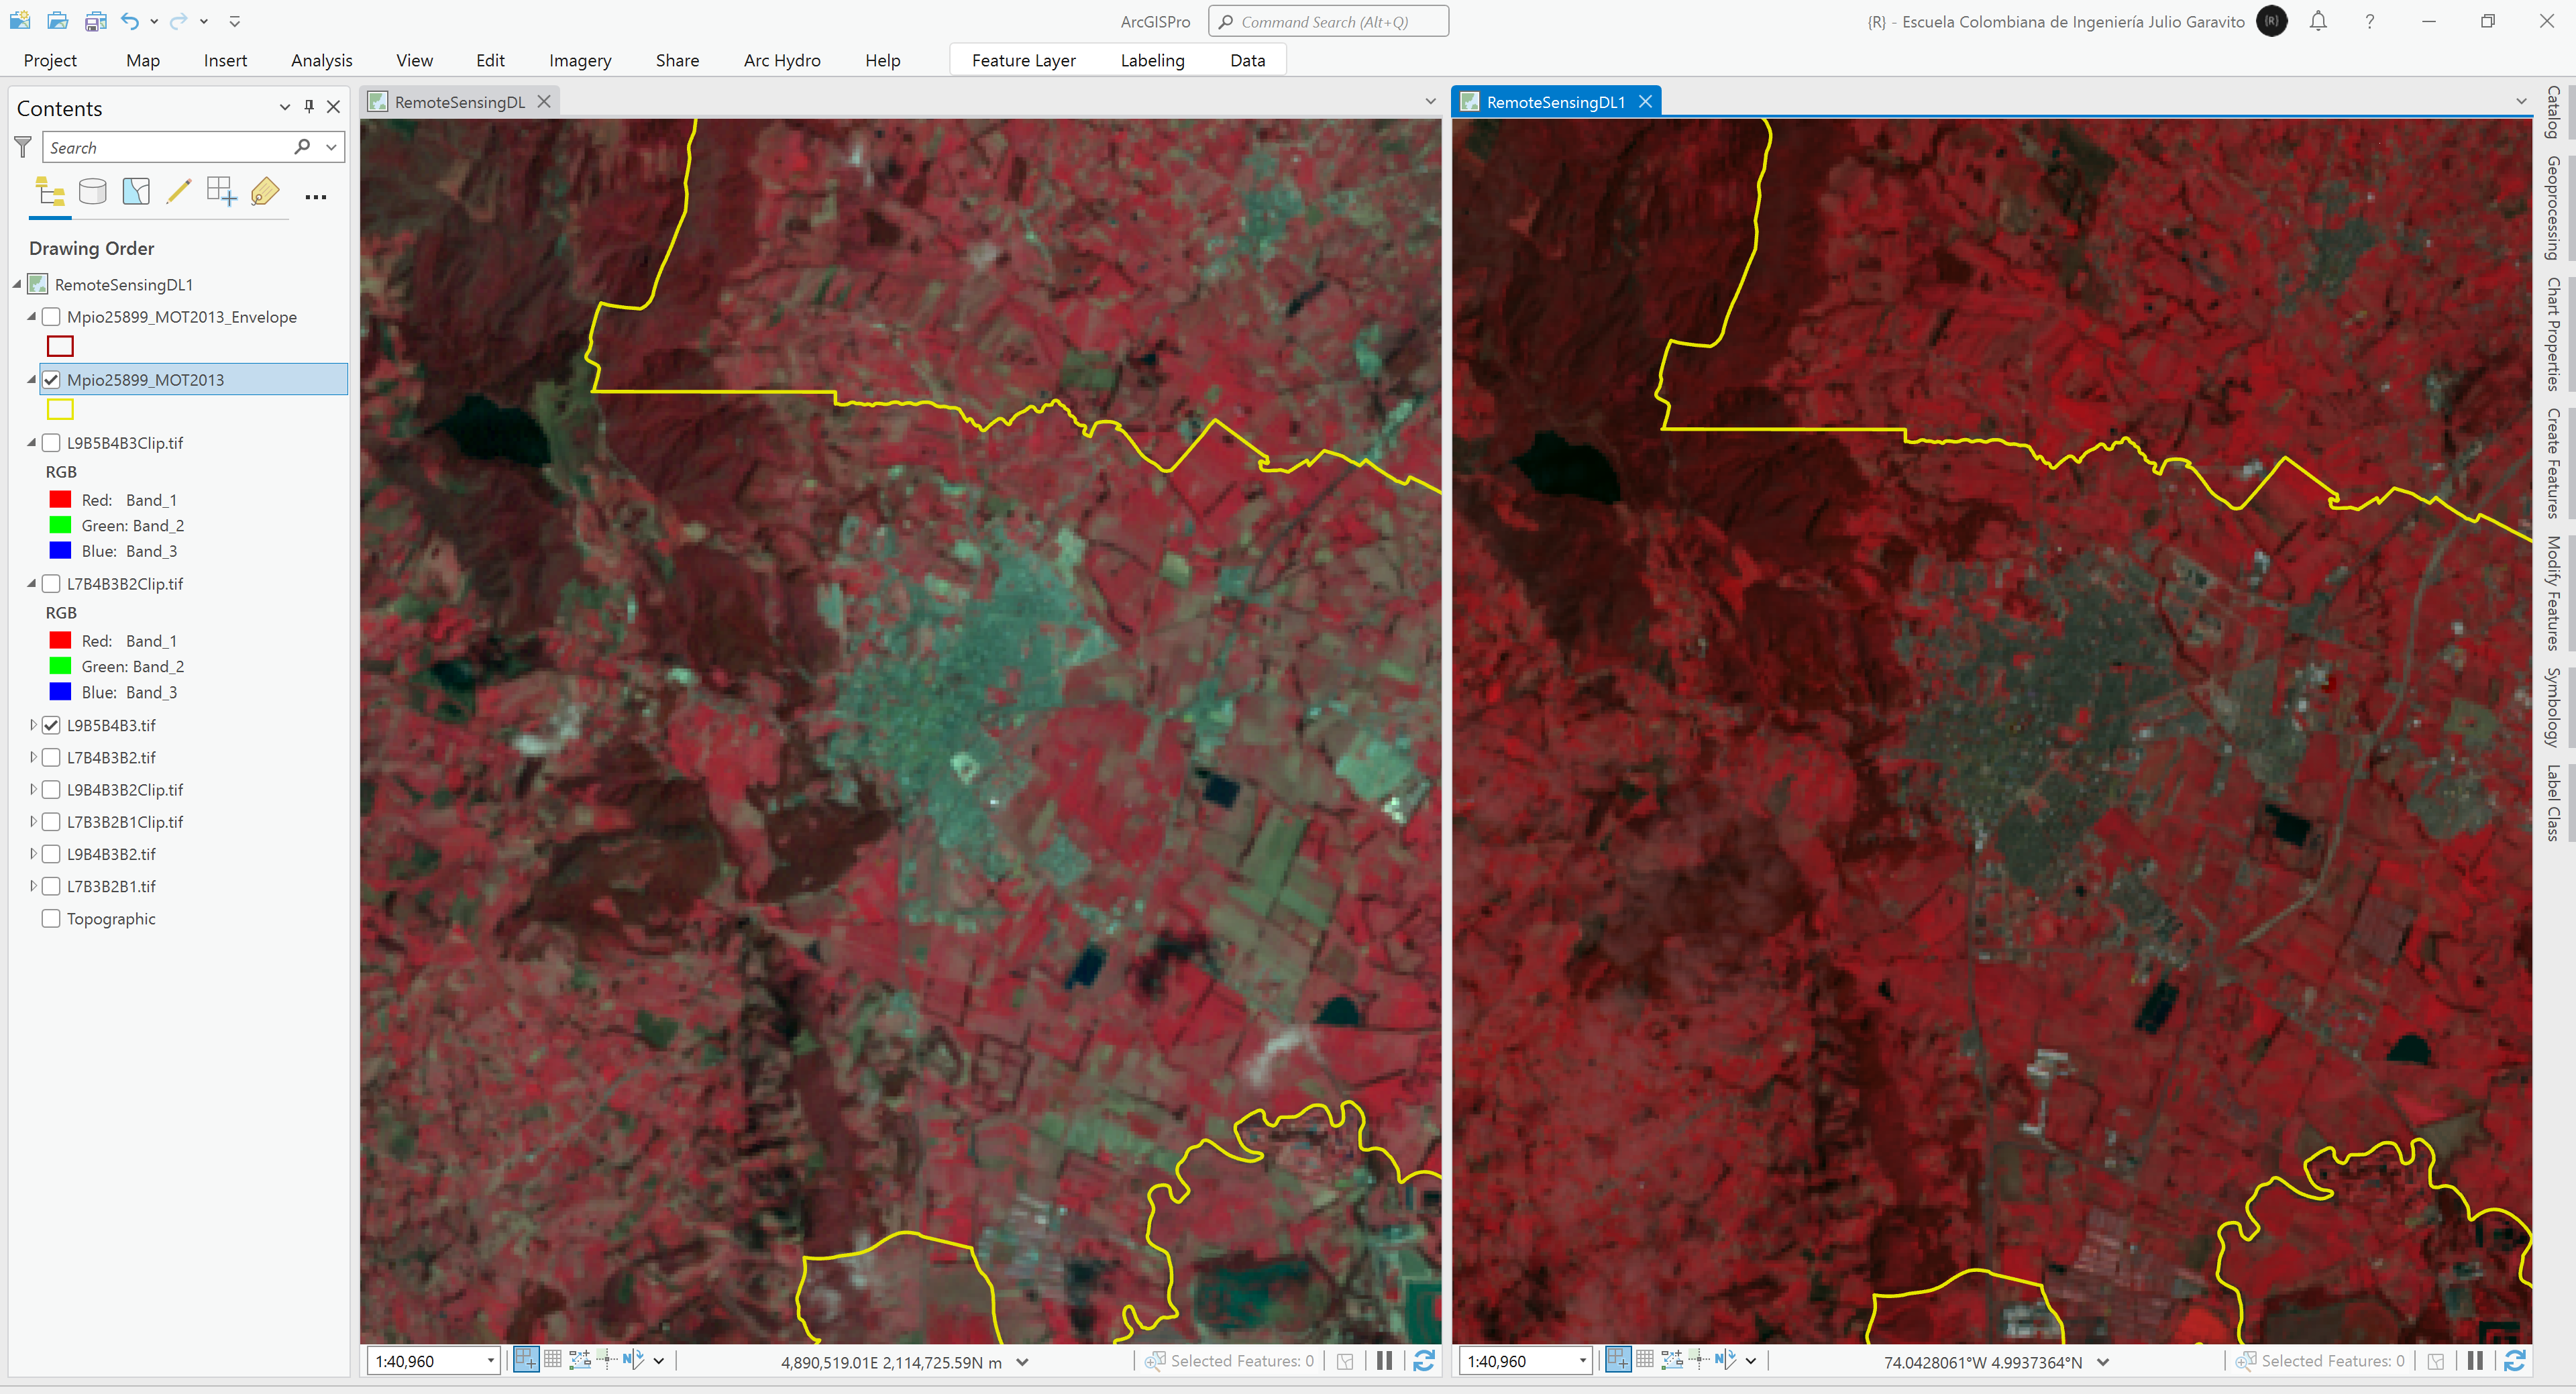 ArcGISPro
Command Search (Alt+Q)
{R} - Escuela Colombiana de Ingeniería Julio Garavito
{R}
?
Project
Map
Insert
Analysis
View
Edit
Imagery
Share
Arc Hydro
Help
Feature Layer
Labeling
Data
Contents
Search
Drawing Order
RemoteSensingDL1
Mpio25899_MOT2013_Envelope
Mpio25899_MOT2013
L9B5B4B3Clip.tif
RGB
Red: Band_1
Green: Band_2
Blue: Band_3
L7B4B3B2Clip.tif
RGB
Red: Band_1
Green: Band_2
Blue: Band_3
L9B5B4B3.tif
L7B4B3B2.tif
L9B4B3B2Clip.tif
L7B3B2B1Clip.tif
L9B4B3B2.tif
L7B3B2B1.tif
Topographic
RemoteSensingDL
1:40,960
N
4,890,519.01E 2,114,725.59N m
Selected Features: 0
RemoteSensingDL1
1:40,960
N
74.0428061°W 4.9937364°N
Selected Features: 0
Catalog
Geoprocessing
Chart Properties
Create Features
Modify Features
Symbology
Label Class